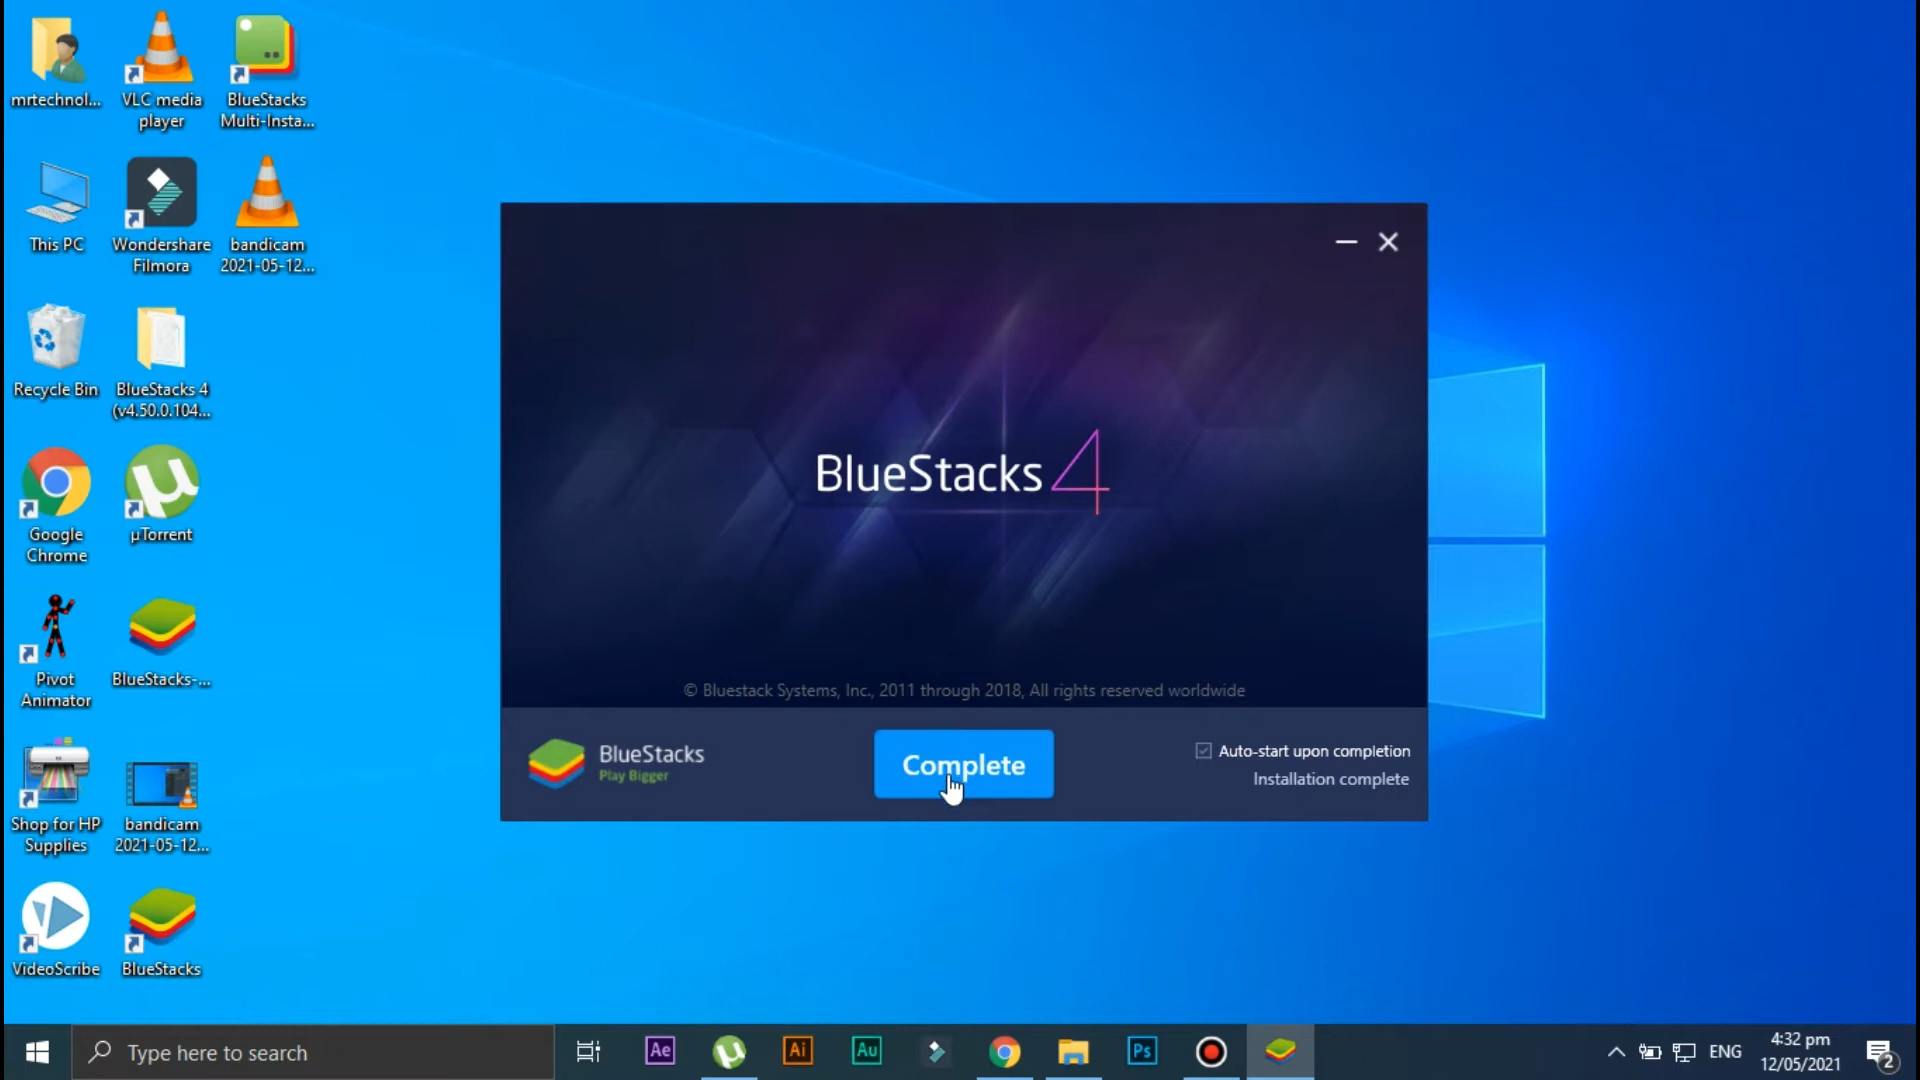 mrtechnol...
VLC media
player
BlueStacks
Multi-Insta...
This PC
Wondershare
Filmora
bandicam
2021-05-12...
Recycle Bin
BlueStacks 4
(v4.50.0.104...
Google
Chrome
µTorrent
Pivot
Animator
BlueStacks-...
Shop for HP
Supplies
bandicam
2021-05-12...
VideoScribe
BlueStacks
BlueStacks 4
© Bluestack Systems, Inc., 2011 through 2018, All rights reserved worldwide
BlueStacks
Play Bigger
Complete
Auto-start upon completion
Installation complete
Type here to search
Ae
Ai
Au
Ps
ENG
4:32 pm
12/05/2021
2